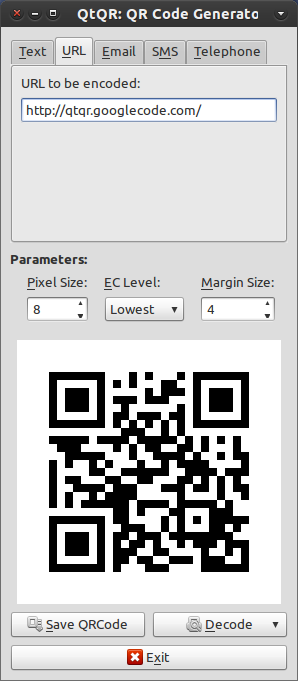 QtQR: QR Code Generato
Text URL Email SMS Telephone
URL to be encoded:
http://qtqr.googlecode.com/
Parameters:
Pixel Size: EC Level: Margin Size:
8 Lowest 4
Save QRCode Decode
Exit